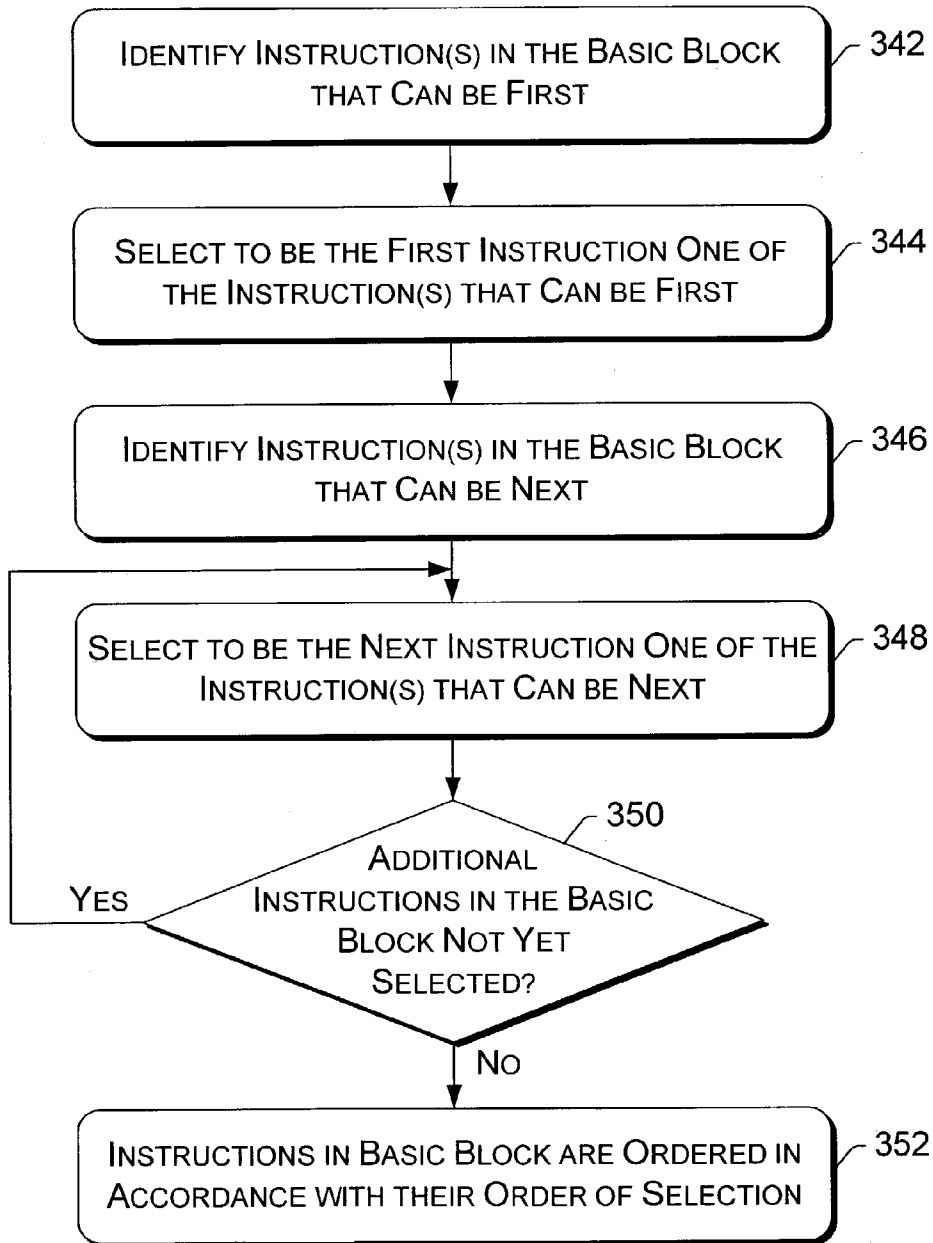 IDENTIFY INSTRUCTION(S) IN THE BASIC BLOCK
THAT CAN BE FIRST
342
SELECT TO BE THE FIRST INSTRUCTION ONE OF
THE INSTRUCTION(S) THAT CAN BE FIRST
344
IDENTIFY INSTRUCTION(S) IN THE BASIC BLOCK
THAT CAN BE NEXT
346
SELECT TO BE THE NEXT INSTRUCTION ONE OF THE
INSTRUCTION(S) THAT CAN BE NEXT
348
350
ADDITIONAL
INSTRUCTIONS IN THE BASIC
BLOCK NOT YET
SELECTED?
YES
NO
INSTRUCTIONS IN BASIC BLOCK ARE ORDERED IN
ACCORDANCE WITH THEIR ORDER OF SELECTION
352